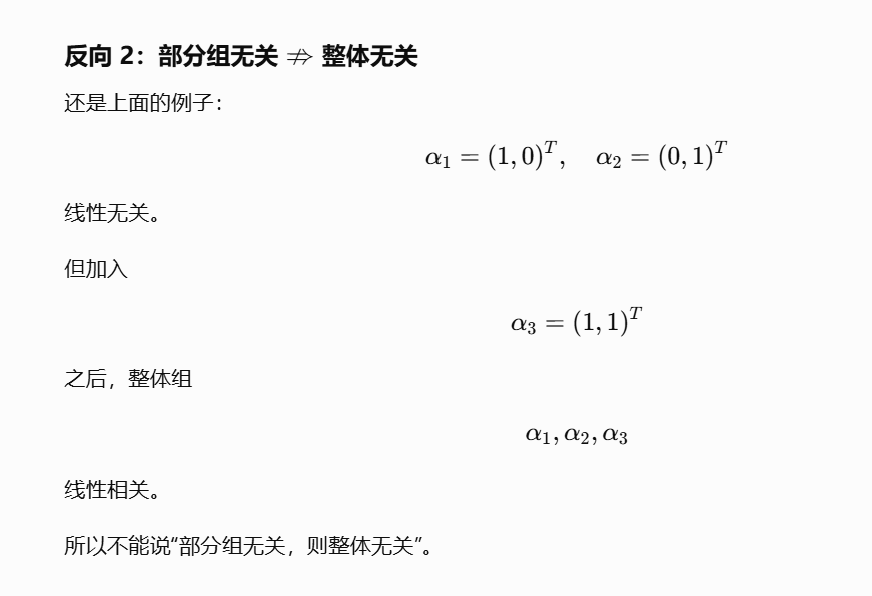 反向 2：部分组无关 ⇏ 整体无关
还是上面的例子：
α₁ = (1, 0)ᵀ,　α₂ = (0, 1)ᵀ
线性无关。
但加入
α₃ = (1, 1)ᵀ
之后，整体组
α₁, α₂, α₃
线性相关。
所以不能说“部分组无关，则整体无关”。